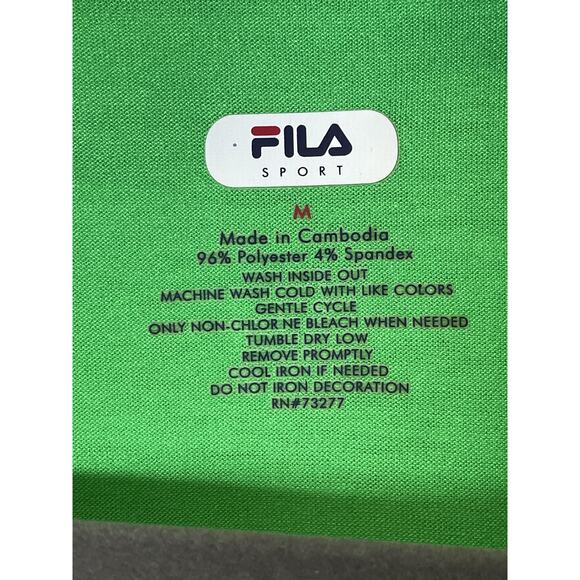 FILA
SPORT
M
Made in Cambodia
96% Polyester 4% Spandex
WASH INSIDE OUT
MACHINE WASH COLD WITH LIKE COLORS
GENTLE CYCLE
ONLY NON-CHLOR NE BLEACH WHEN NEEDED
TUMBLE DRY LOW
REMOVE PROMPTLY
COOL IRON IF NEEDED
DO NOT IRON DECORATION
RN#73277